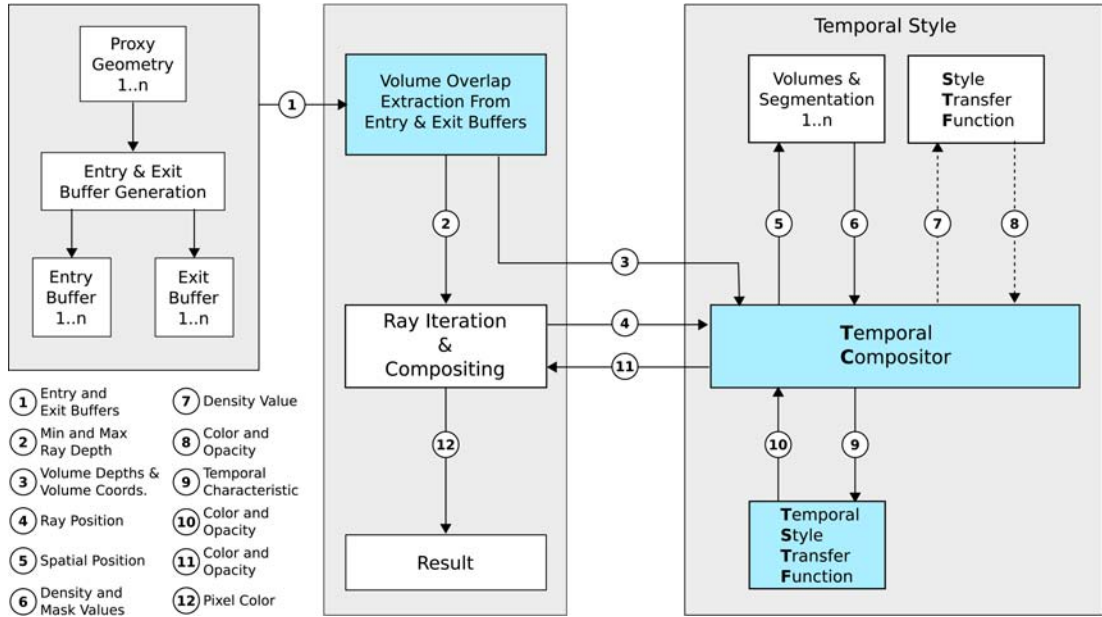 Proxy
Geometry
1..n
Entry & Exit
Buffer Generation
Entry
Buffer
1..n
Exit
Buffer
1..n
1
Volume Overlap
Extraction From
Entry & Exit Buffers
2
3
Ray Iteration
&
Compositing
4
11
12
Result
Temporal Style
Volumes &
Segmentation
1..n
Style
Transfer
Function
5
6
7
8
Temporal
Compositor
10
9
Temporal
Style
Transfer
Function
1 Entry and
Exit Buffers
2 Min and Max
Ray Depth
3 Volume Depths &
Volume Coords.
4 Ray Position
5 Spatial Position
6 Density and
Mask Values
7 Density Value
8 Color and
Opacity
9 Temporal
Characteristic
10 Color and
Opacity
11 Color and
Opacity
12 Pixel Color